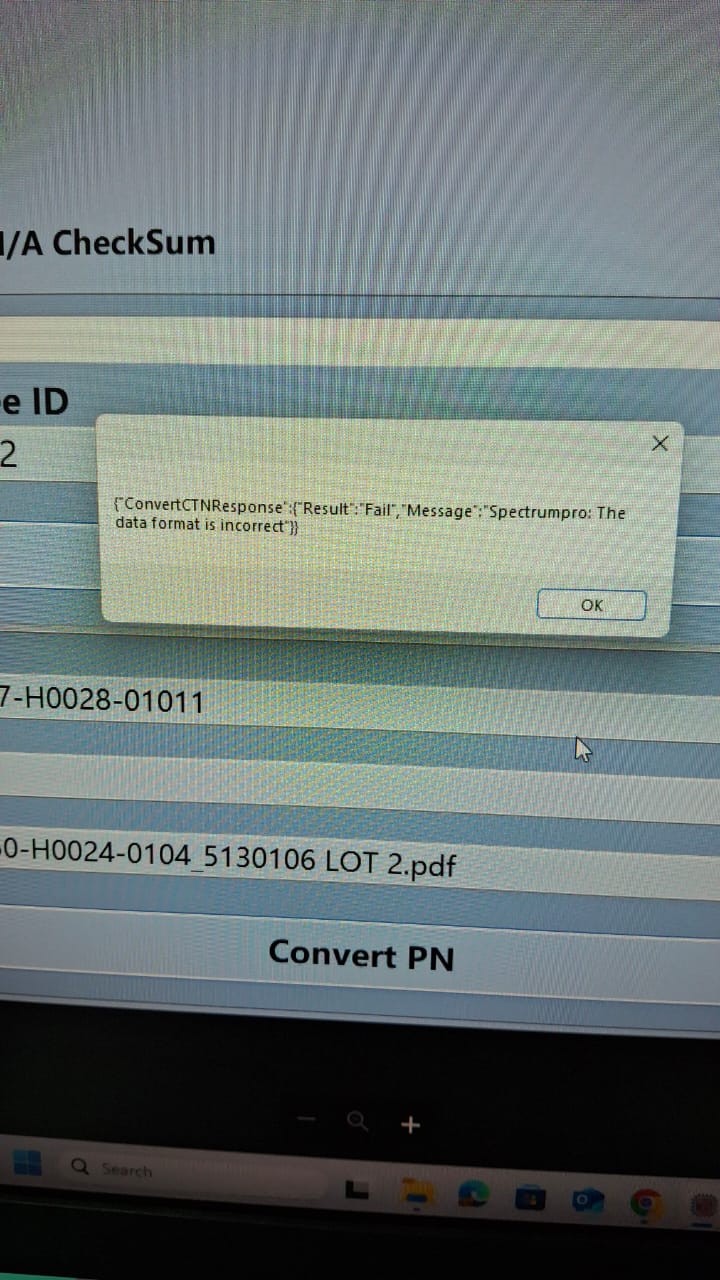 /A CheckSum
e ID
2
{"ConvertCTNResponse":{"Result":"Fail","Message":"Spectrumpro: The
data format is incorrect"}}
OK
7-H0028-01011
0-H0024-0104_5130106 LOT 2.pdf
Convert PN
Search